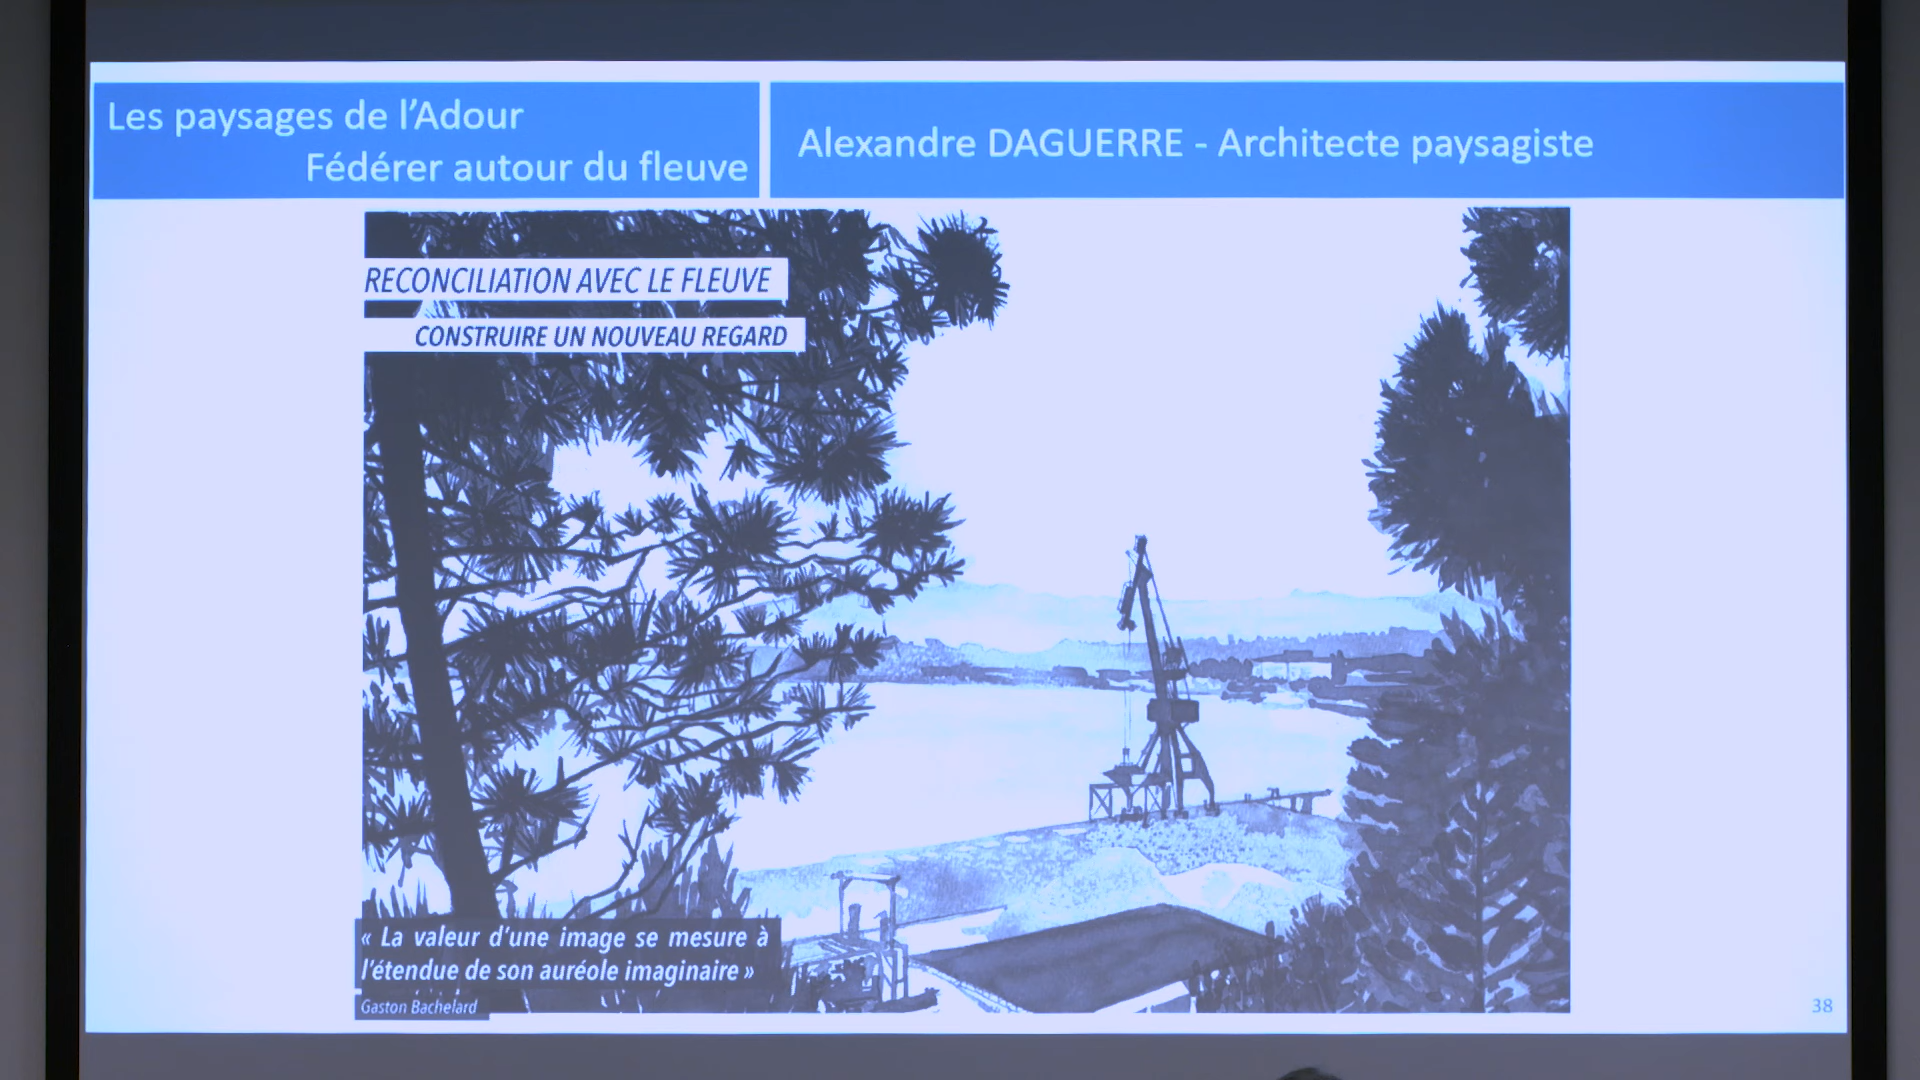 Les paysages de l'Adour
Fédérer autour du fleuve
Alexandre DAGUERRE - Architecte paysagiste
RECONCILIATION AVEC LE FLEUVE
CONSTRUIRE UN NOUVEAU REGARD
« La valeur d'une image se mesure à
l'étendue de son auréole imaginaire »
Gaston Bachelard
38